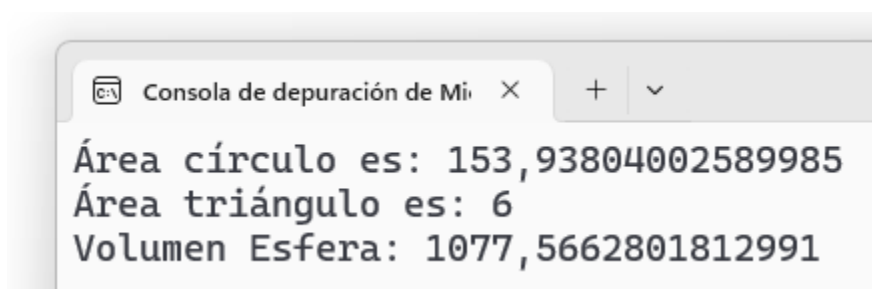 Consola de depuración de Mi
Área círculo es: 153,93804002589985
Área triángulo es: 6
Volumen Esfera: 1077,5662801812991